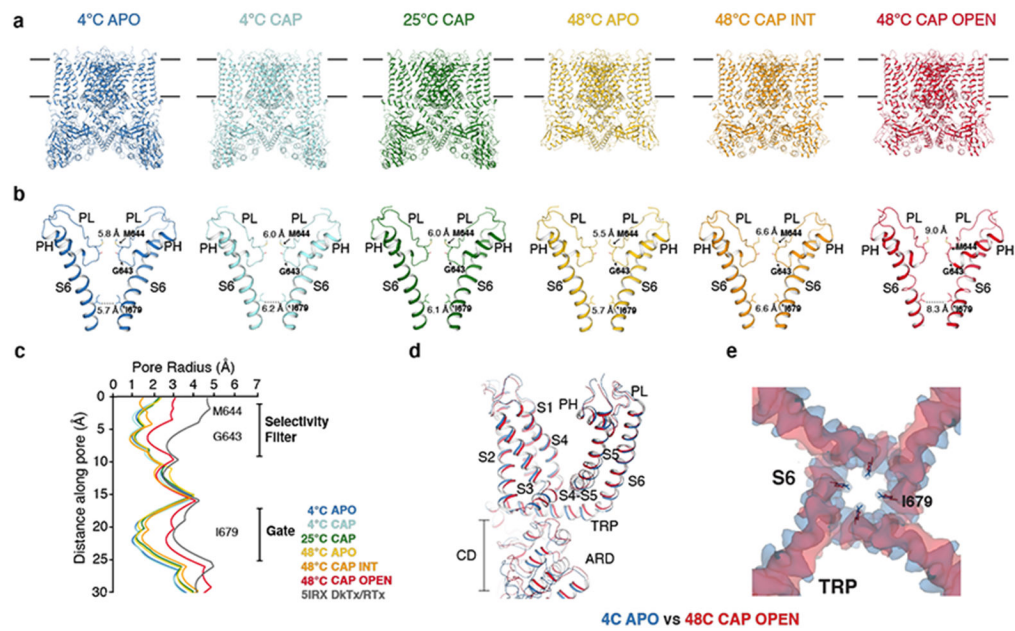 a
4°C APO 4°C CAP 25°C CAP 48°C APO 48°C CAP INT 48°C CAP OPEN
b
PL PL PL PL PL PL PL PL PL PL PL PL
5.8 Å M644 6.0 Å M644 6.0 Å M644 5.5 Å M644 6.6 Å M644 9.0 Å M644
PH PH PH PH PH PH PH PH PH PH PH PH
G643 G643 G643 G643 G643 G643
S6 S6 S6 S6 S6 S6 S6 S6 S6 S6 S6 S6
5.7 Å I679 6.2 Å I679 6.1 Å I679 5.7 Å I679 6.6 Å I679 8.3 Å I679
c
Pore Radius (Å)
0 1 2 3 4 5 6 7
Distance along pore (Å)
0
5
10
15
20
25
30
M644
G643
I679
Selectivity
Filter
Gate
4°C APO
4°C CAP
25°C CAP
48°C APO
48°C CAP INT
48°C CAP OPEN
5IRX DkTx/RTx
d
PL
PH
S1
S4
S2
S5
S3
S6
S4-S5
TRP
CD
ARD
e
S6
I679
TRP
4C APO vs 48C CAP OPEN